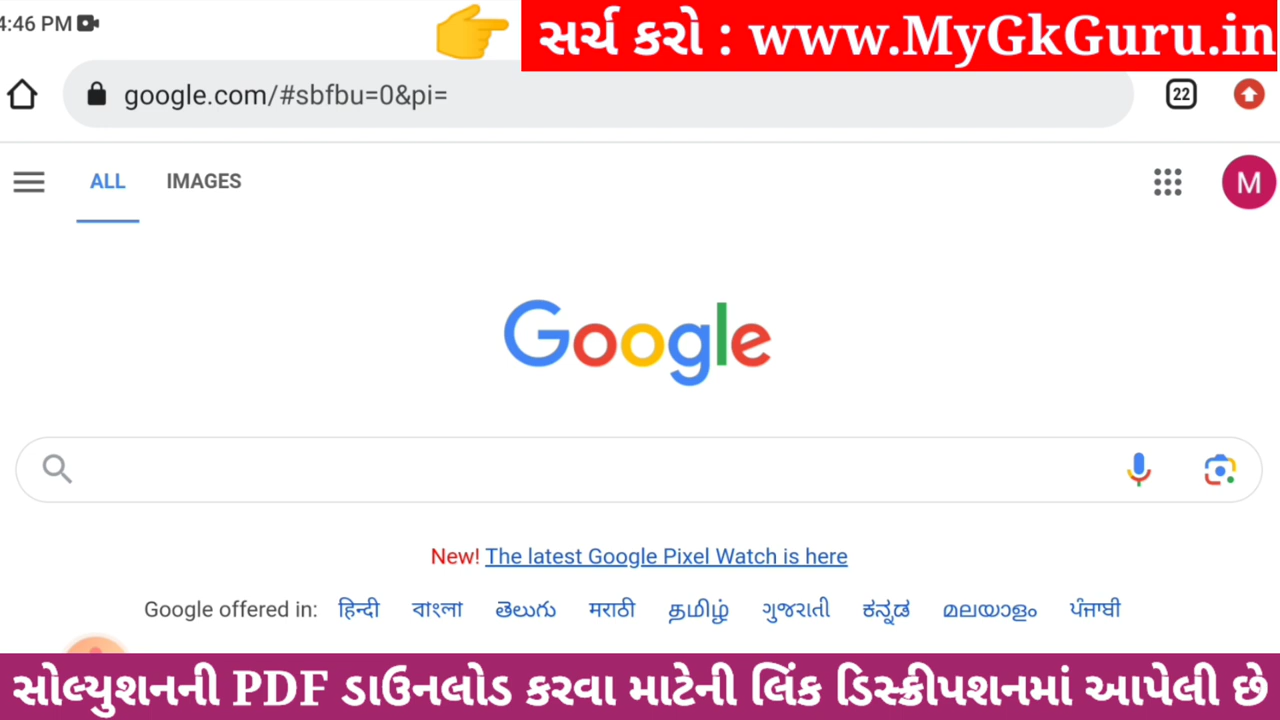 4:46 PM
👉 સર્ચ કરો : www.MyGkGuru.in
google.com/#sbfbu=0&pi=
22
ALL IMAGES
M
Google
New! The latest Google Pixel Watch is here
Google offered in: हिन्दी বাংলা తెలుగు मराठी தமிழ் ગુજરાતી ಕನ್ನಡ മലയാളം ਪੰਜਾਬੀ
સોલ્યુશનની PDF ડાઉનલોડ કરવા માટેની લિંક ડિસ્ક્રીપશનમાં આપેલી છે